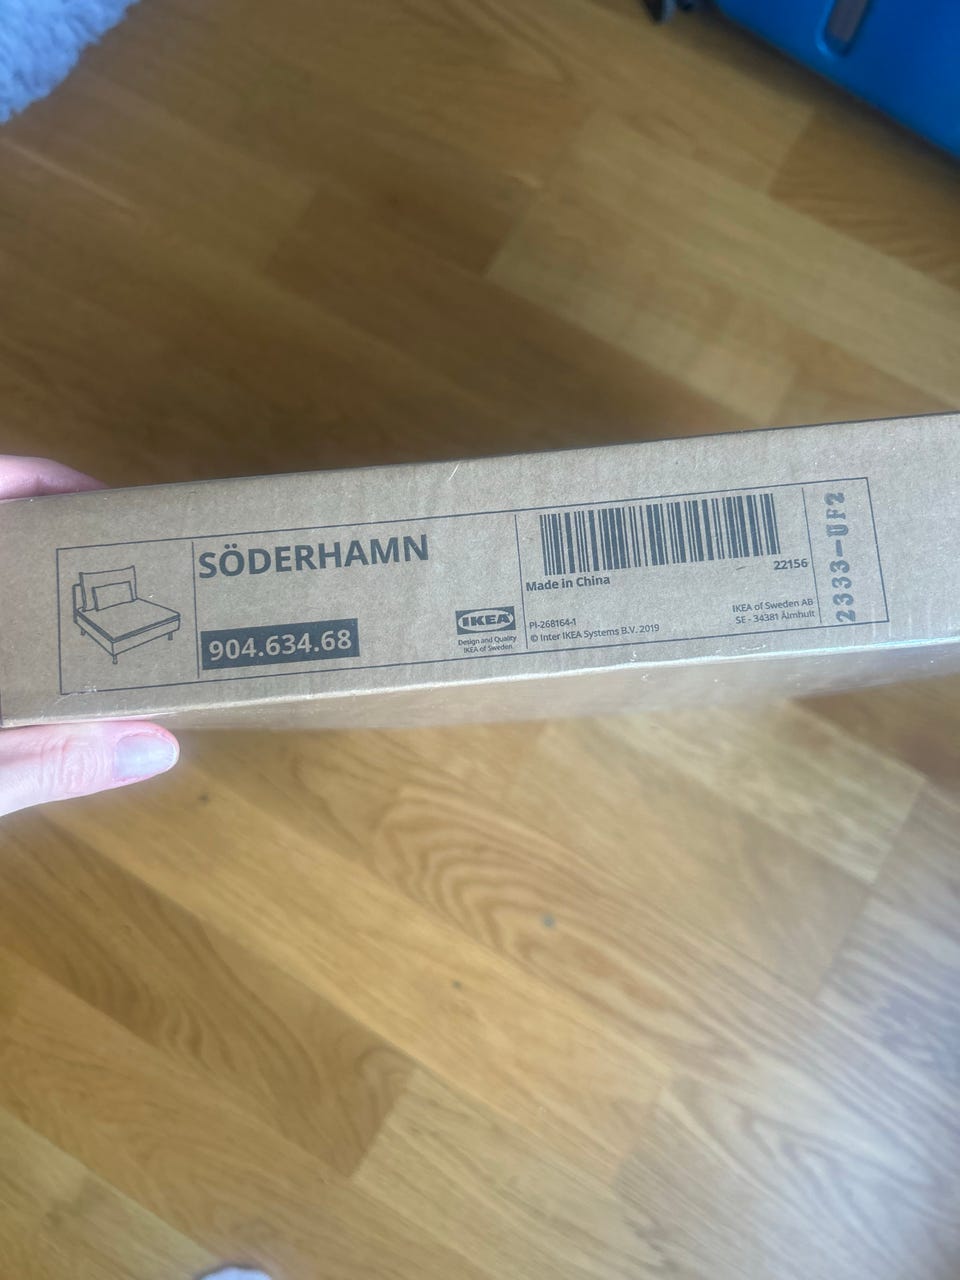 SÖDERHAMN
904.634.68
IKEA
Design and Quality
IKEA of Sweden
Made in China
22156
PI-268164-1
© Inter IKEA Systems B.V. 2019
IKEA of Sweden AB
SE - 34381 Älmhult
2333-UF2